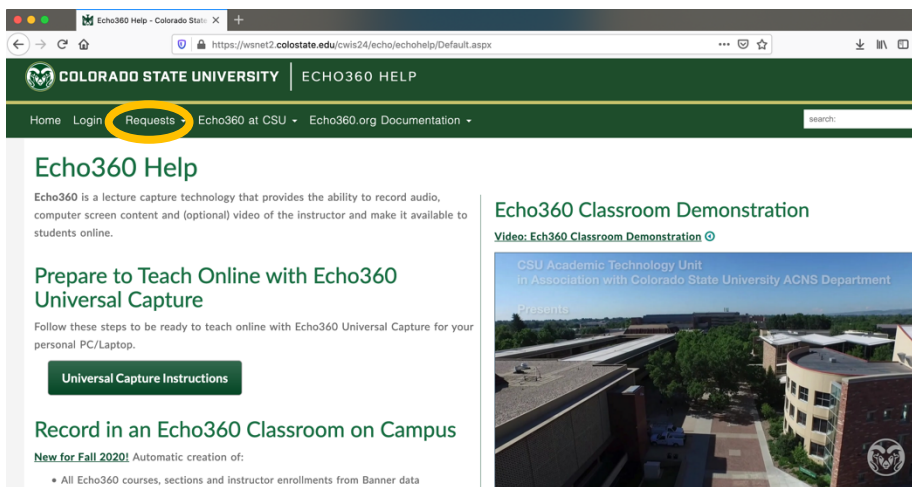 Echo360 Help - Colorado State
https://wsnet2.colostate.edu/cwis24/echo/echohelp/Default.aspx
COLORADO STATE UNIVERSITY ECHO360 HELP
Home Login Requests Echo360 at CSU Echo360.org Documentation search:
Echo360 Help
Echo360 is a lecture capture technology that provides the ability to record audio,
computer screen content and (optional) video of the instructor and make it available to
students online.
Prepare to Teach Online with Echo360
Universal Capture
Follow these steps to be ready to teach online with Echo360 Universal Capture for your
personal PC/Laptop.
Universal Capture Instructions
Record in an Echo360 Classroom on Campus
New for Fall 2020! Automatic creation of:
• All Echo360 courses, sections and instructor enrollments from Banner data
Echo360 Classroom Demonstration
Video: Ech360 Classroom Demonstration
CSU Academic Technology Unit
in Association with Colorado State University ACNS Department
Presents